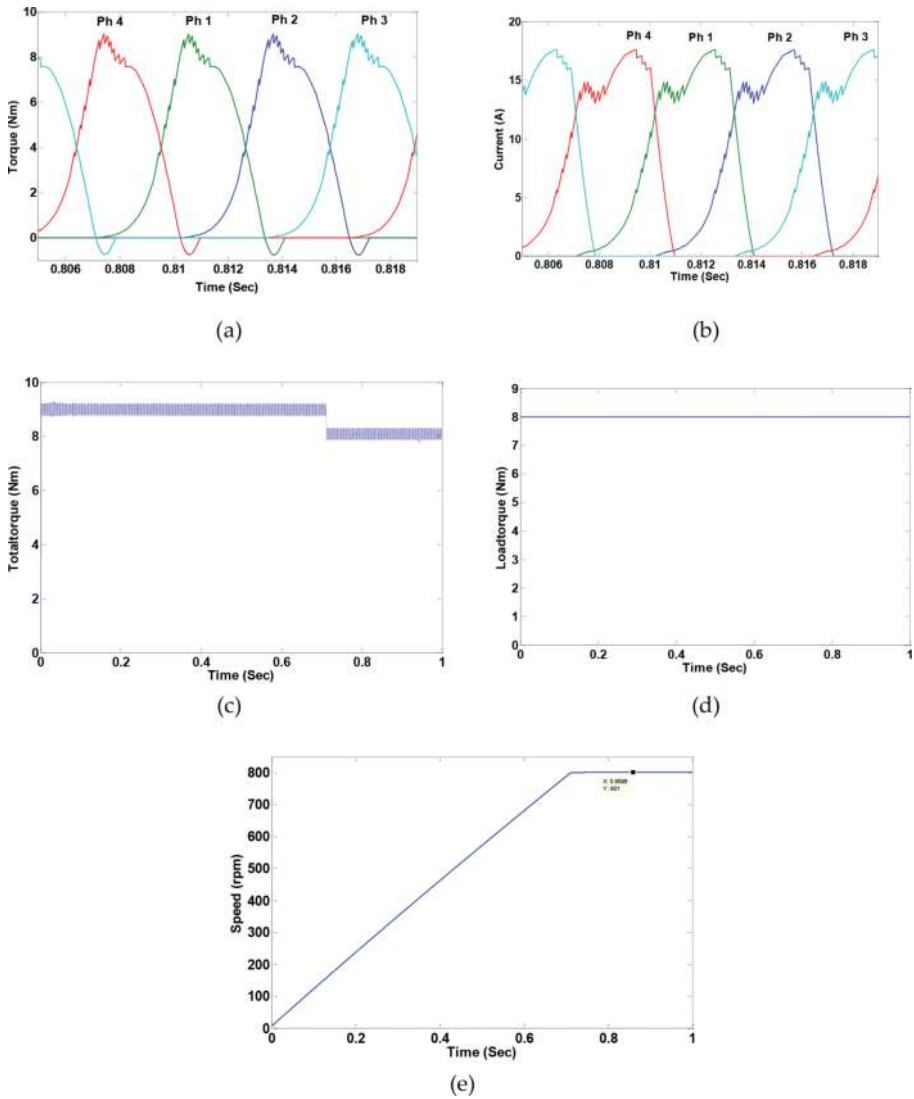 Ph 4 Ph 1 Ph 2 Ph 3
10
8
6
4
2
0
Torque (Nm)
0.806 0.808 0.81 0.812 0.814 0.816 0.818
Time (Sec)
(a)
Ph 4 Ph 1 Ph 2 Ph 3
20
15
10
5
0
Current (A)
0.806 0.808 0.81 0.812 0.814 0.816 0.818
Time (Sec)
(b)
10
8
6
4
2
0
Totaltorque (Nm)
0 0.2 0.4 0.6 0.8 1
Time (Sec)
(c)
9
8
7
6
5
4
3
2
1
0
Loadtorque (Nm)
0 0.2 0.4 0.6 0.8 1
Time (Sec)
(d)
800
700
600
500
400
300
200
100
0
Speed (rpm)
Y: 801
0 0.2 0.4 0.6 0.8 1
Time (Sec)
(e)